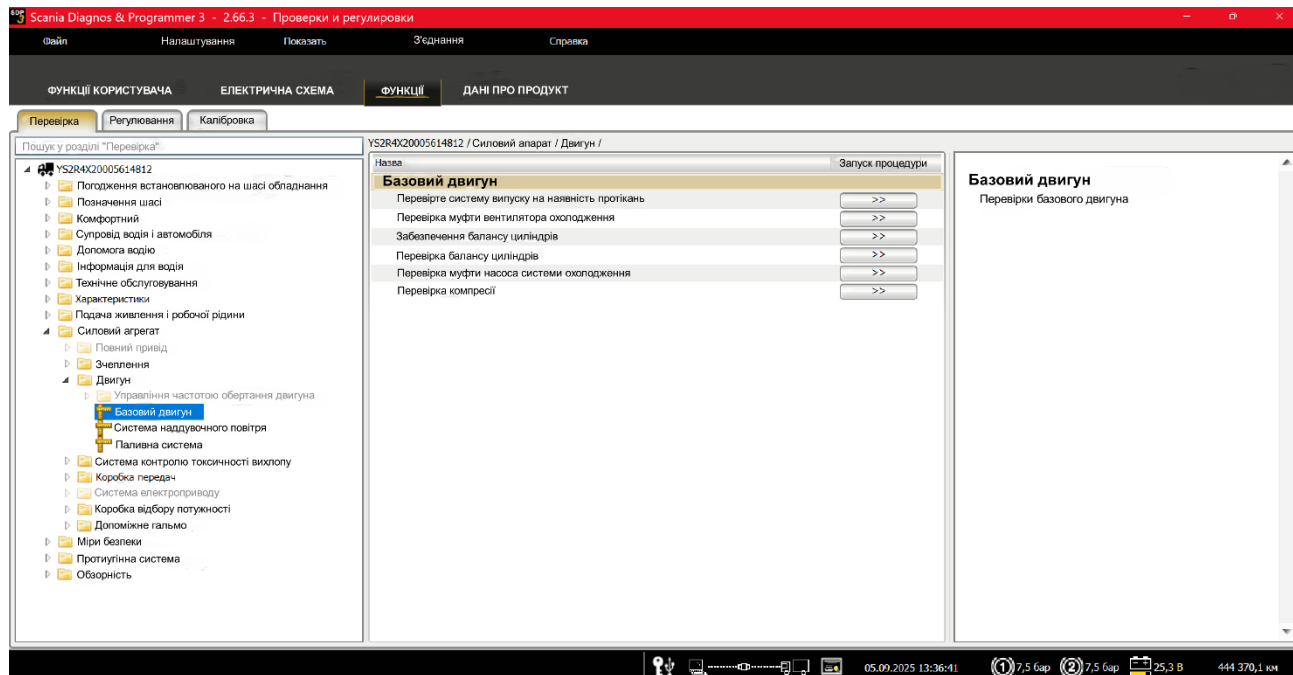 SDP3 Scania Diagnos & Programmer 3 - 2.66.3 - Проверки и регулировки
Файл Налаштування Показать З'єднання Справка
ФУНКЦІЇ КОРИСТУВАЧА ЕЛЕКТРИЧНА СХЕМА ФУНКЦІЇ ДАНІ ПРО ПРОДУКТ
Перевірка Регулювання Калібровка
Пошук у розділі "Перевірка"
YS2R4X20005614812
Погодження встановлюваного на шасі обладнання
Позначення шасі
Комфортний
Супровід водія і автомобіля
Допомога водію
Інформація для водія
Технічне обслуговування
Характеристики
Подача живлення і робочої рідини
Силовий агрегат
Повний привід
Зчеплення
Двигун
Управління частотою обертання двигуна
Базовий двигун
Система наддувочного повітря
Паливна система
Система контролю токсичності вихлопу
Коробка передач
Система електроприводу
Коробка відбору потужності
Допоміжне гальмо
Міри безпеки
Протиугінна система
Обзорність
YS2R4X20005614812 / Силовий апарат / Двигун /
Назва Запуск процедури
Базовий двигун
Перевірте систему випуску на наявність протікань >>
Перевірка муфти вентилятора охолодження >>
Забезпечення балансу циліндрів >>
Перевірка балансу циліндрів >>
Перевірка муфти насоса системи охолодження >>
Перевірка компресії >>
Базовий двигун
Перевірки базового двигуна
05.09.2025 13:36:41 (1) 7,5 бар (2) 7,5 бар 25,3 В 444 370,1 км